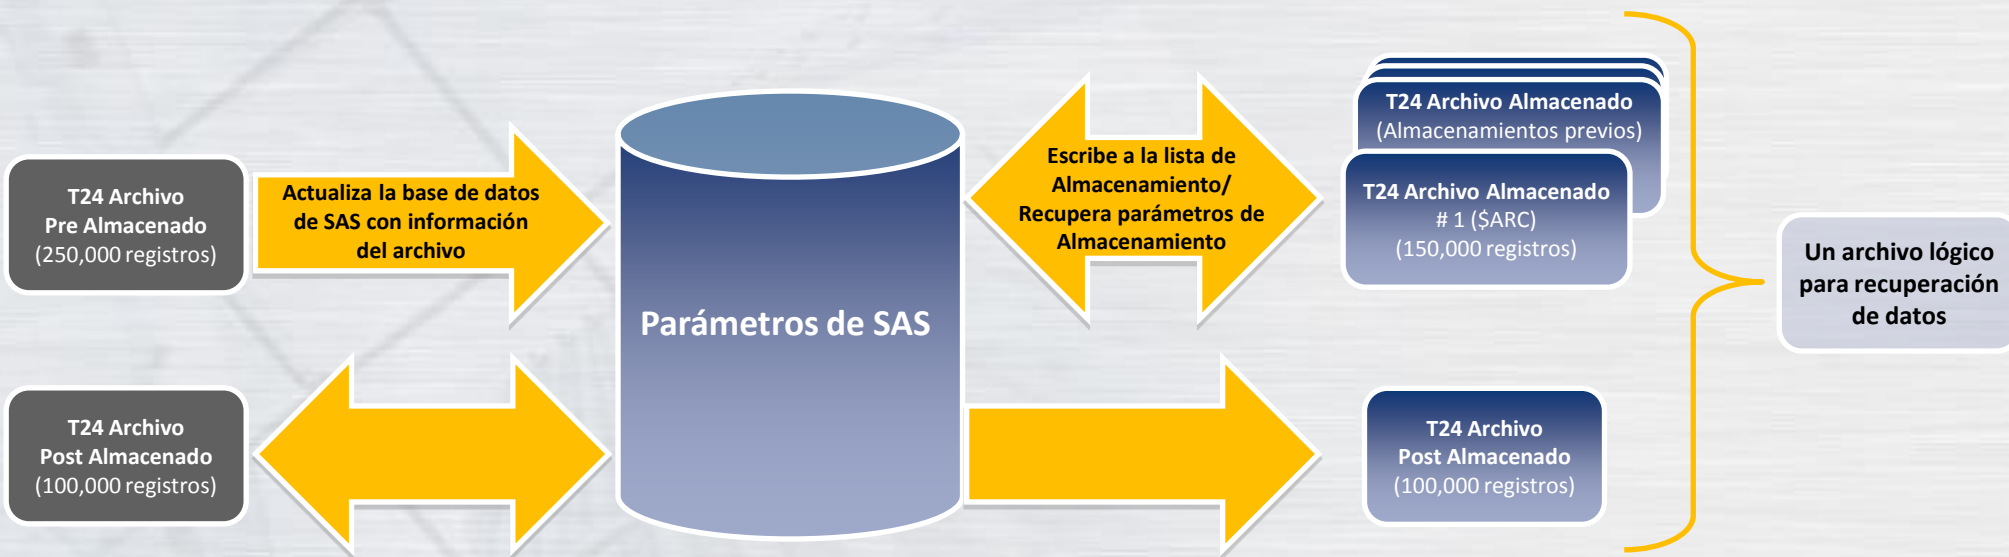 T24 Archivo
Pre Almacenado
(250,000 registros)
Actualiza la base de datos
de SAS con información
del archivo
T24 Archivo
Post Almacenado
(100,000 registros)
Parámetros de SAS
Escribe a la lista de
Almacenamiento/
Recupera parámetros de
Almacenamiento
T24 Archivo Almacenado
(Almacenamientos previos)
T24 Archivo Almacenado
# 1 ($ARC)
(150,000 registros)
T24 Archivo
Post Almacenado
(100,000 registros)
Un archivo lógico
para recuperación
de datos